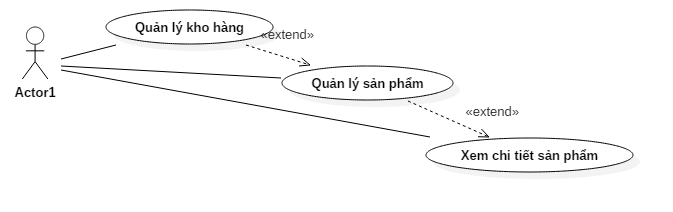 Quản lý kho hàng
«extend»
Quản lý sản phẩm
Actor1
«extend»
Xem chi tiết sản phẩm